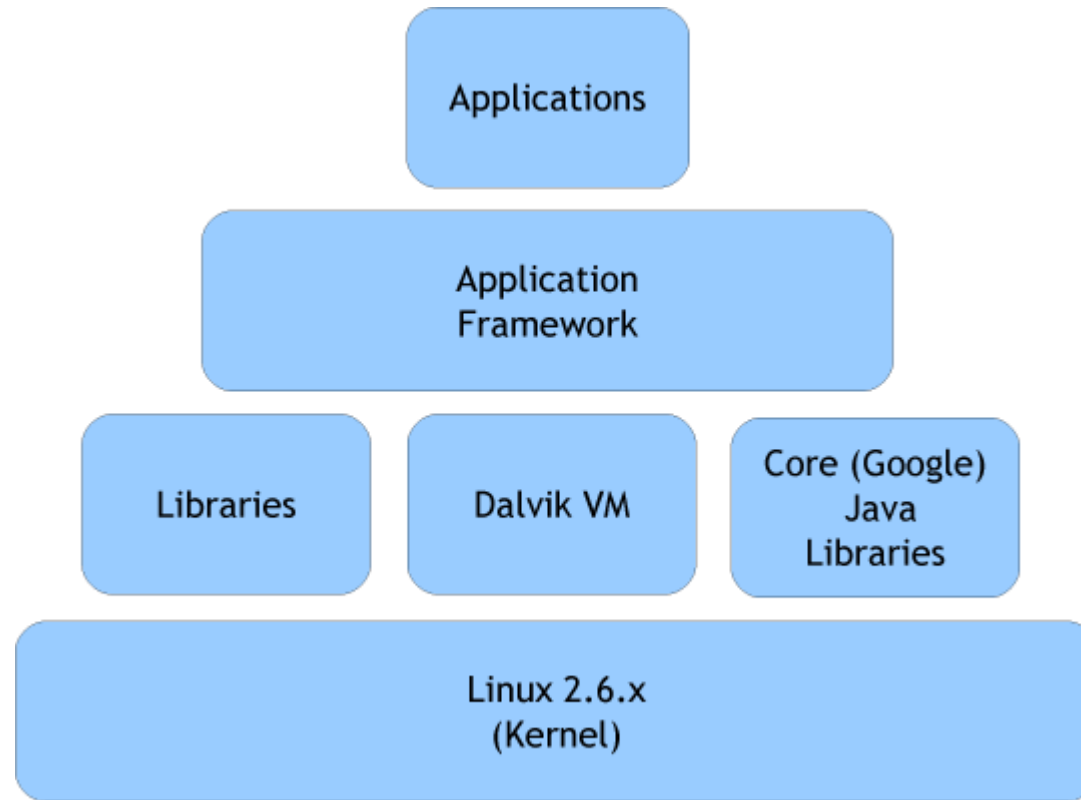 Applications
Application
Framework
Libraries
Dalvik VM
Core (Google)
Java
Libraries
Linux 2.6.x
(Kernel)